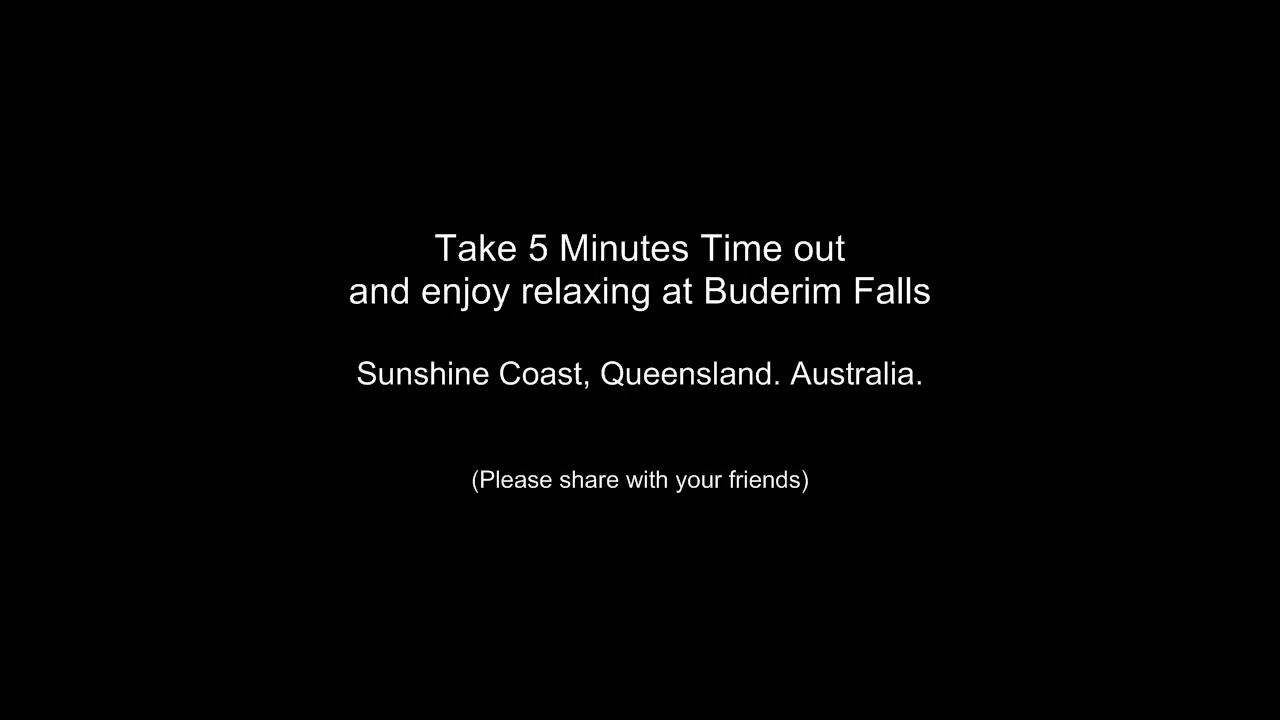 Take 5 Minutes Time out
and enjoy relaxing at Buderim Falls
Sunshine Coast, Queensland. Australia.
(Please share with your friends)